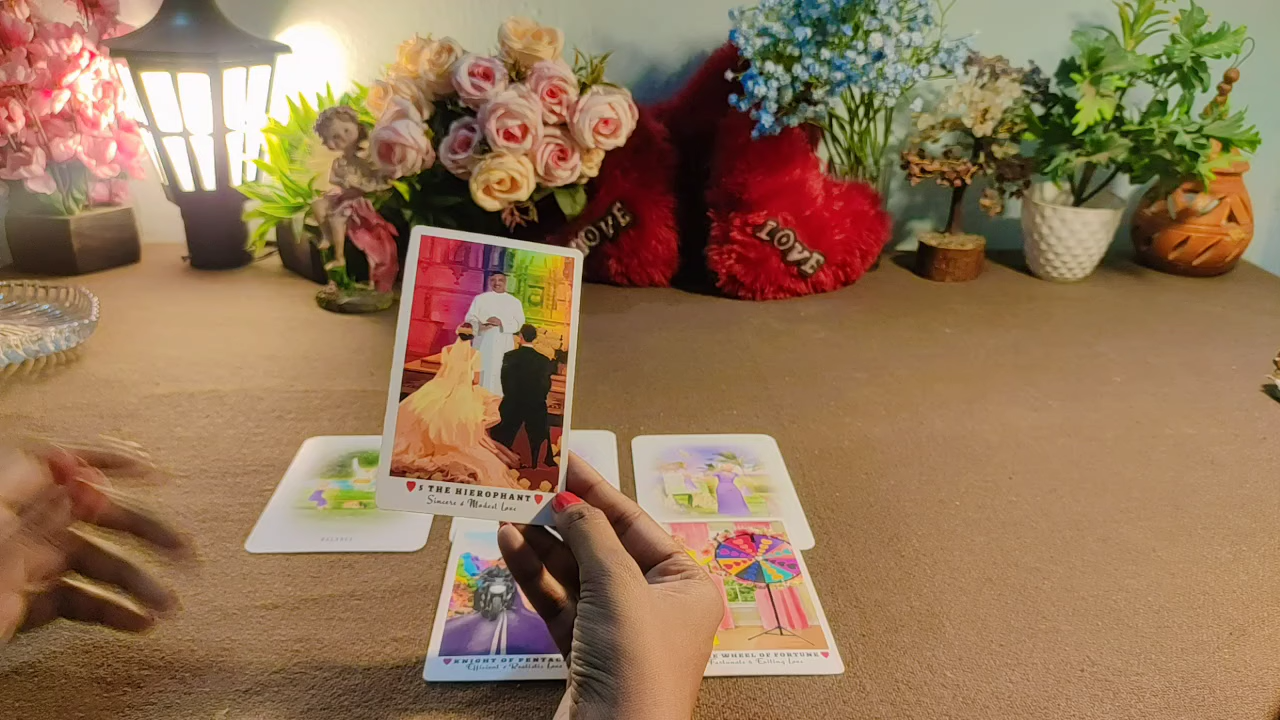 LOVE
LOVE
5 THE HIEROPHANT
Sincere & Modest Love
KNIGHT OF
Efficient & Realistic Love
WHEEL OF FORTUNE
Fortunate & Exciting Love